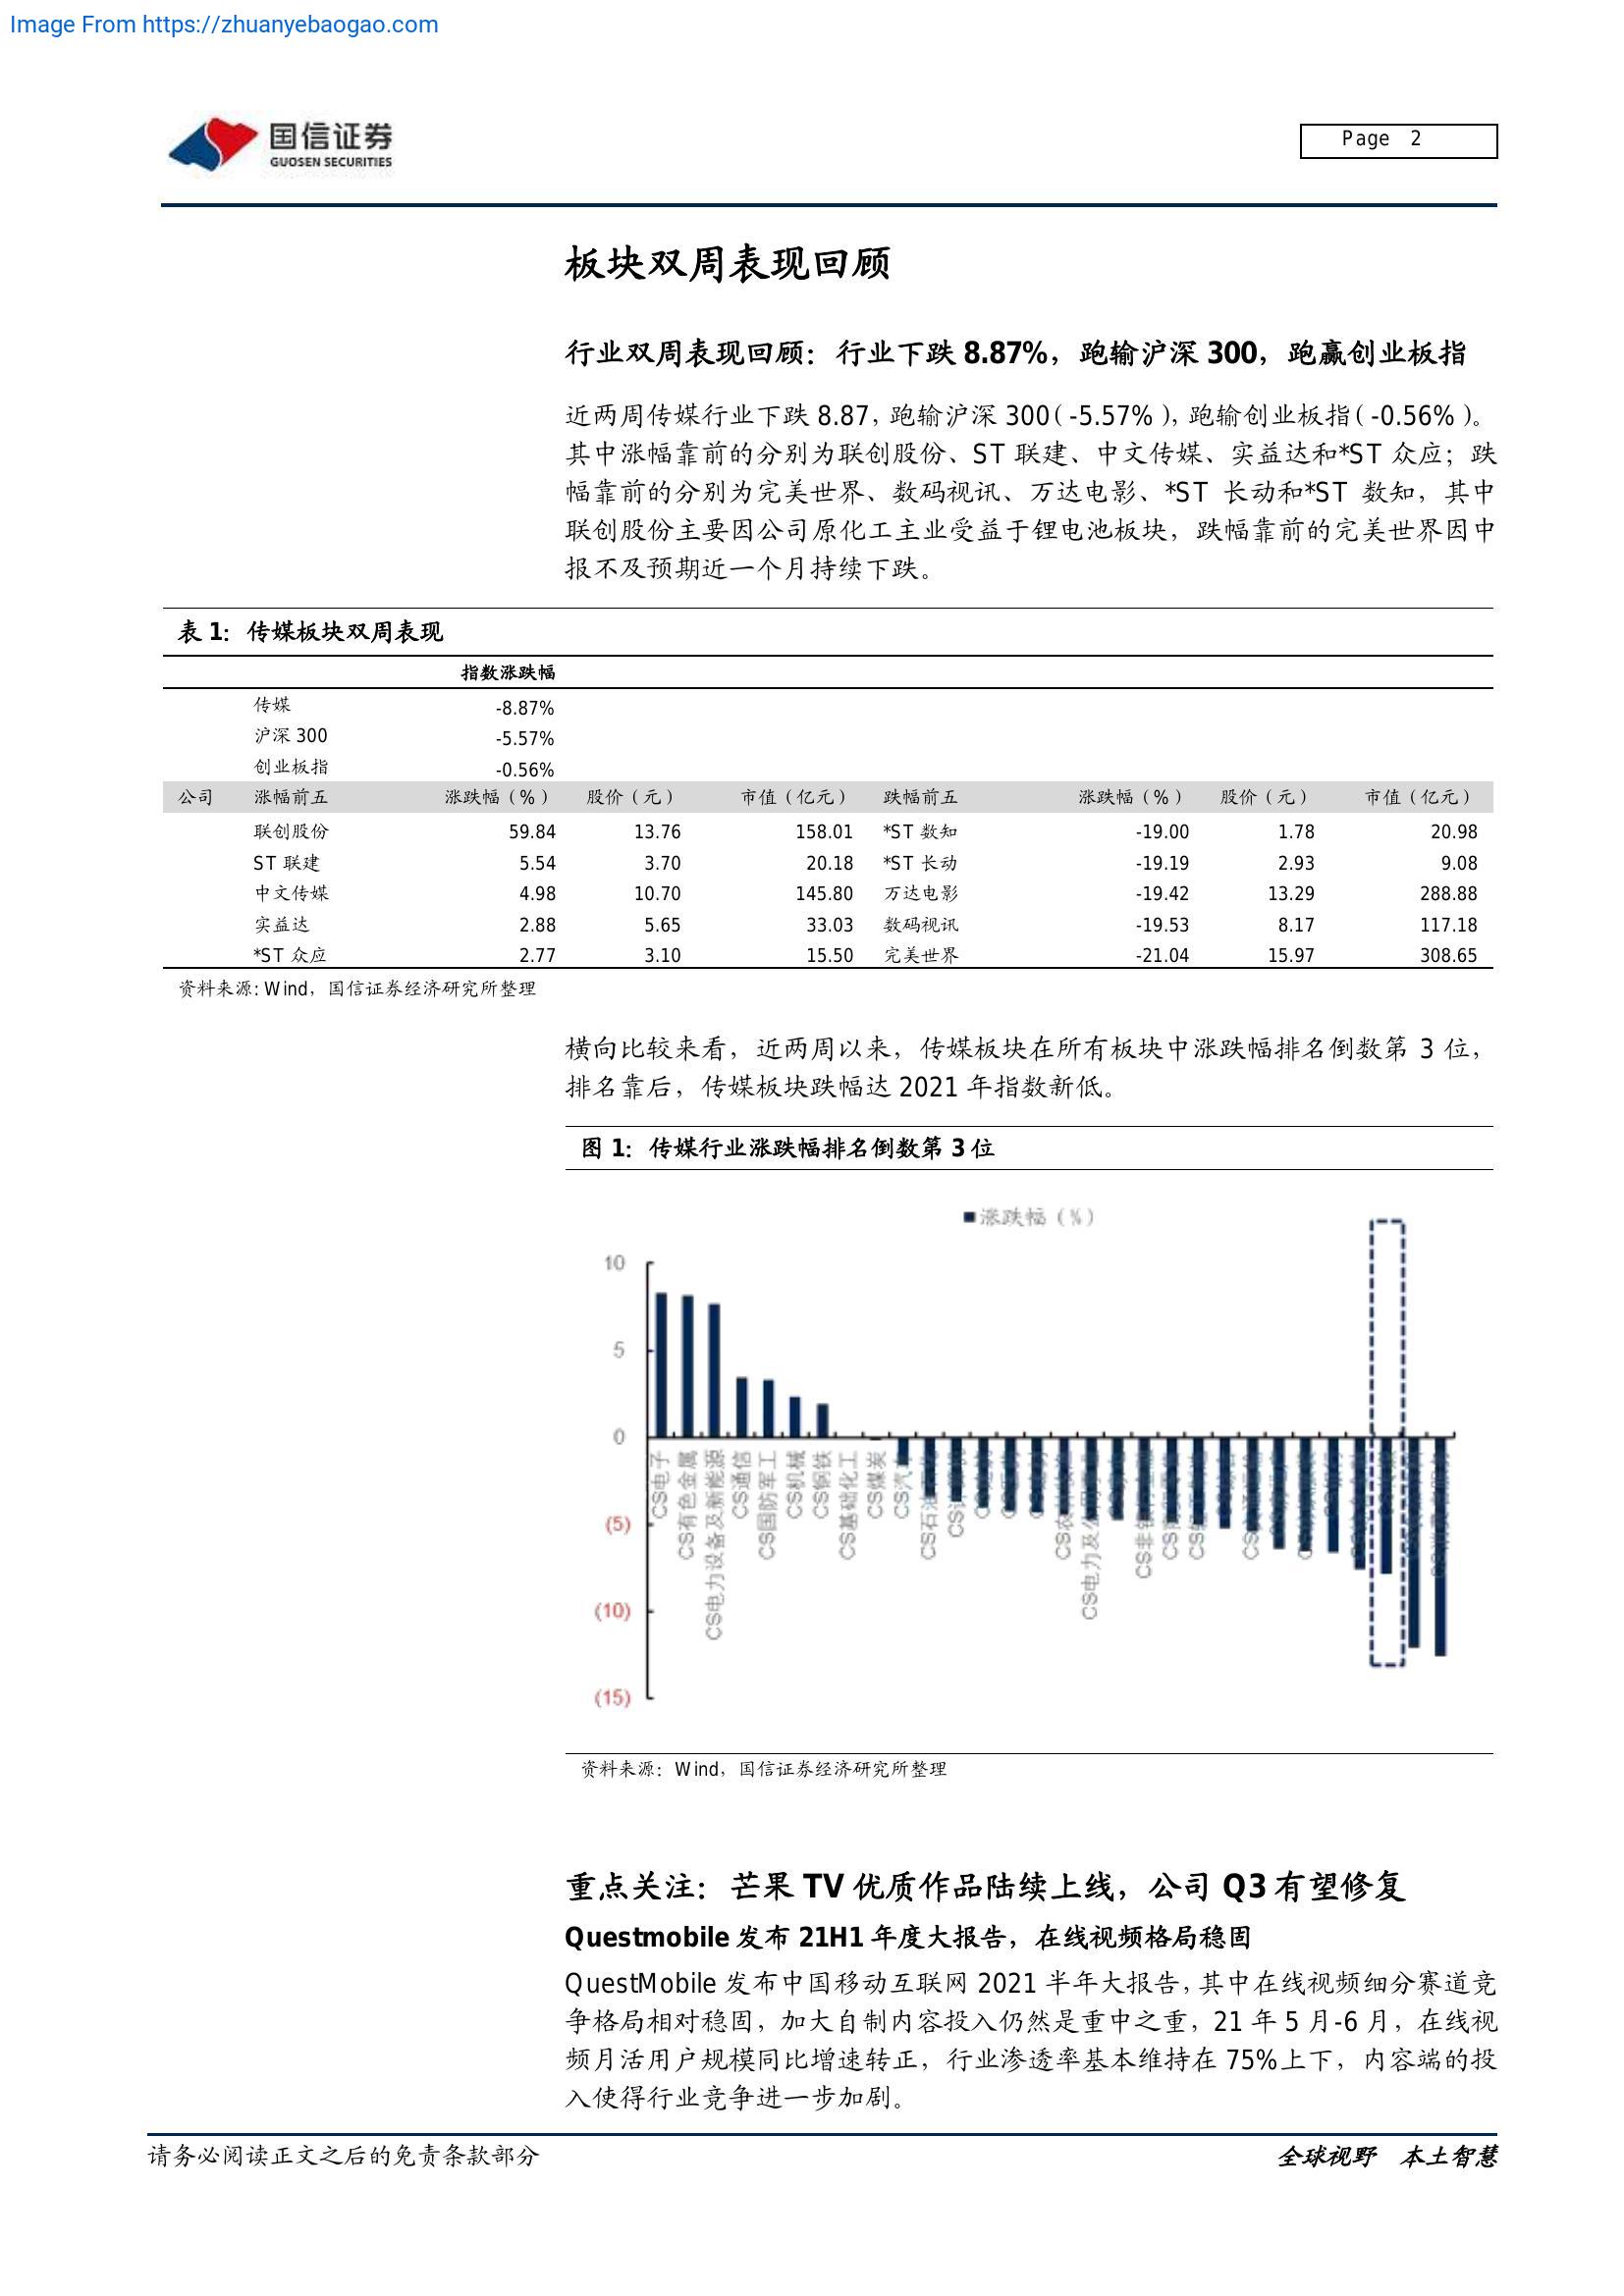 Image From https://zhuanyebaogao.com
国信证券
GUOSEN SECURITIES
Page 2
板块双周表现回顾
行业双周表现回顾：行业下跌 8.87%，跑输沪深 300，跑赢创业板指
近两周传媒行业下跌 8.87，跑输沪深 300（-5.57%），跑输创业板指（-0.56%）。
其中涨幅靠前的分别为联创股份、ST 联建、中文传媒、实益达和*ST 众应；跌
幅靠前的分别为完美世界、数码视讯、万达电影、*ST 长动和*ST 数知，其中
联创股份主要因公司原化工主业受益于锂电池板块，跌幅靠前的完美世界因中
报不及预期近一个月持续下跌。
表 1：传媒板块双周表现
指数涨跌幅
传媒 -8.87%
沪深 300 -5.57%
创业板指 -0.56%
公司 涨幅前五 涨跌幅（%） 股价（元） 市值（亿元） 跌幅前五 涨跌幅（%） 股价（元） 市值（亿元）
联创股份 59.84 13.76 158.01 *ST 数知 -19.00 1.78 20.98
ST 联建 5.54 3.70 20.18 *ST 长动 -19.19 2.93 9.08
中文传媒 4.98 10.70 145.80 万达电影 -19.42 13.29 288.88
实益达 2.88 5.65 33.03 数码视讯 -19.53 8.17 117.18
*ST 众应 2.77 3.10 15.50 完美世界 -21.04 15.97 308.65
资料来源：Wind，国信证券经济研究所整理
横向比较来看，近两周以来，传媒板块在所有板块中涨跌幅排名倒数第 3 位，
排名靠后，传媒板块跌幅达 2021 年指数新低。
图 1：传媒行业涨跌幅排名倒数第 3 位
涨跌幅（%）
10
5
0
(5)
(10)
(15)
CS电子
CS有色金属
CS电力设备及新能源
CS通信
CS国防军工
CS机械
CS钢铁
CS基础化工
CS煤炭
资料来源：Wind，国信证券经济研究所整理
重点关注：芒果 TV 优质作品陆续上线，公司 Q3 有望修复
Questmobile 发布 21H1 年度大报告，在线视频格局稳固
QuestMobile 发布中国移动互联网 2021 半年大报告，其中在线视频细分赛道竞
争格局相对稳固，加大自制内容投入仍然是重中之重，21 年 5 月-6 月，在线视
频月活用户规模同比增速转正，行业渗透率基本维持在 75%上下，内容端的投
入使得行业竞争进一步加剧。
请务必阅读正文之后的免责条款部分
全球视野 本土智慧